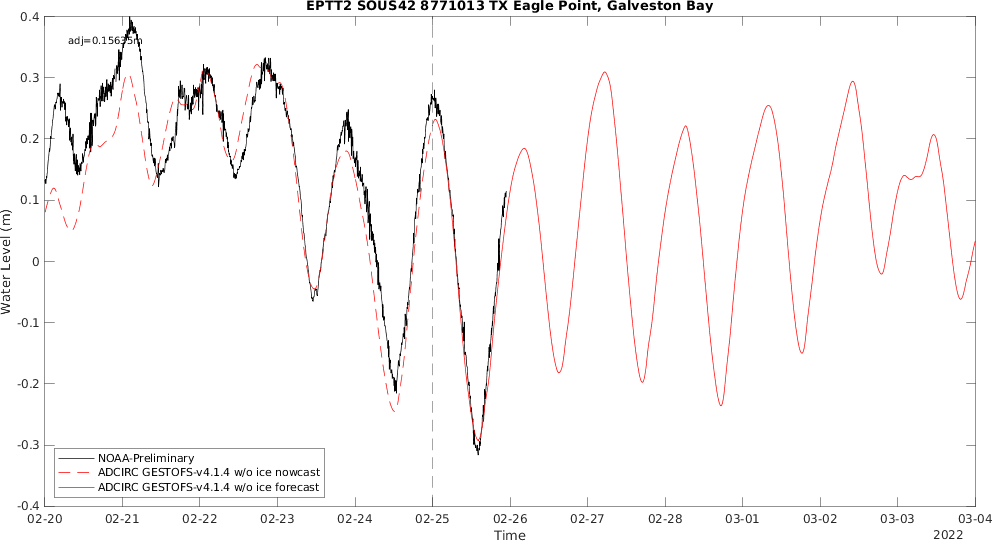 EPTT2 SOUS42 8771013 TX Eagle Point, Galveston Bay
adj=0.15635m
0.4
0.3
0.2
0.1
0
-0.1
-0.2
-0.3
-0.4
Water Level (m)
NOAA-Preliminary
ADCIRC GESTOFS-v4.1.4 w/o ice nowcast
ADCIRC GESTOFS-v4.1.4 w/o ice forecast
02-20 02-21 02-22 02-23 02-24 02-25 02-26 02-27 02-28 03-01 03-02 03-03 03-04
Time
2022